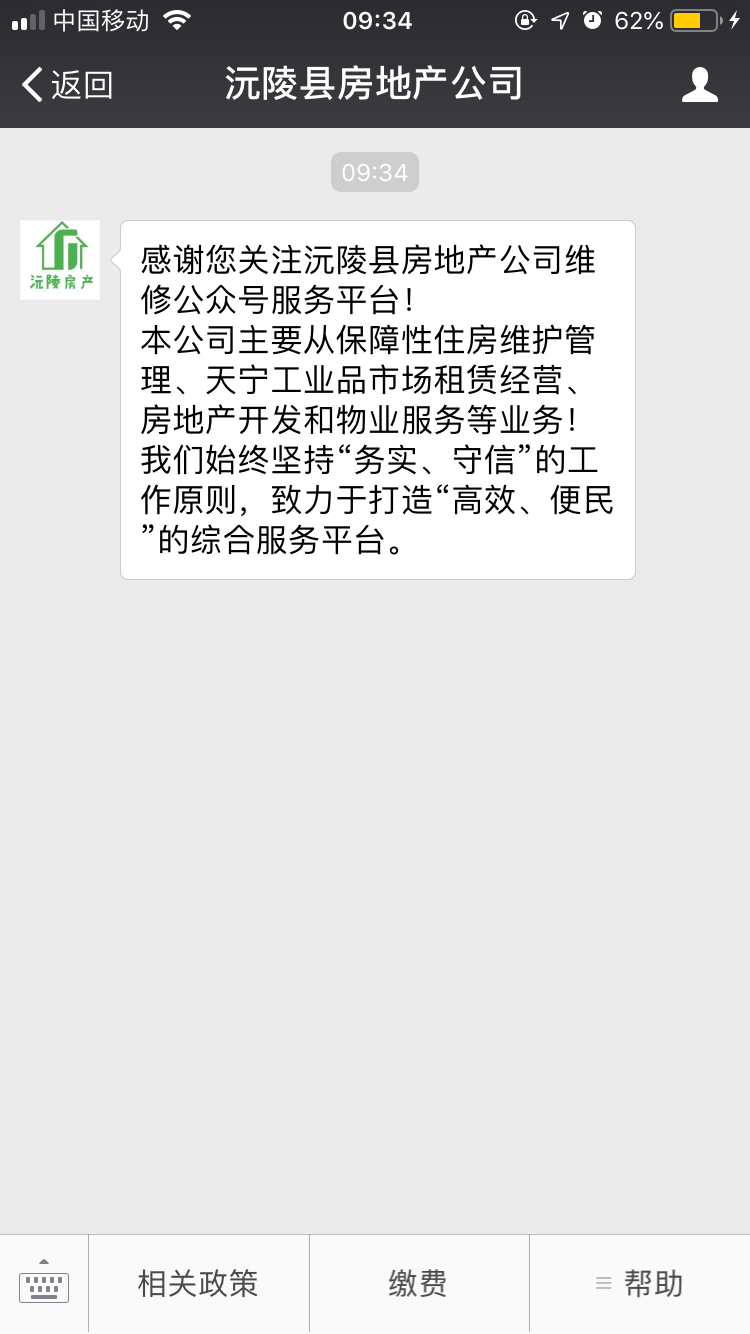 中国移动
09:34
62%
返回
沅陵县房地产公司
09:34
沅陵房产
感谢您关注沅陵县房地产公司维
修公众号服务平台！
本公司主要从保障性住房维护管
理、天宁工业品市场租赁经营、
房地产开发和物业服务等业务！
我们始终坚持“务实、守信”的工
作原则，致力于打造“高效、便民
”的综合服务平台。
相关政策
缴费
帮助